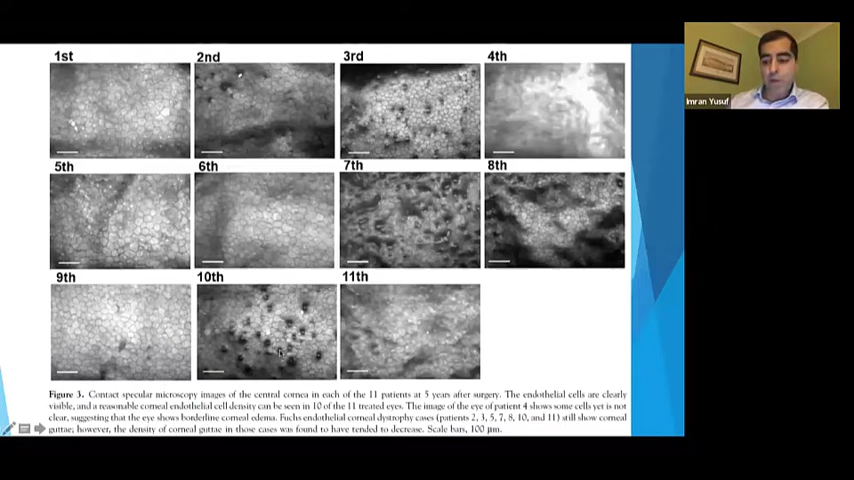 1st 2nd 3rd 4th
5th 6th 7th 8th
9th 10th 11th
Figure 3. Contact specular microscopy images of the central cornea in each of the 11 patients at 5 years after surgery. The endothelial cells are clearly
visible, and a reasonable corneal endothelial cell density can be seen in 10 of the 11 treated eyes. The image of the eye of patient 4 shows some cells yet is not
clear, suggesting that the eye shows borderline corneal edema. Fuchs endothelial corneal dystrophy cases (patients 2, 3, 5, 7, 8, 10, and 11) still show corneal
guttae; however, the density of corneal guttae in those cases was found to have tended to decrease. Scale bars, 100 μm.
Imran Yusuf